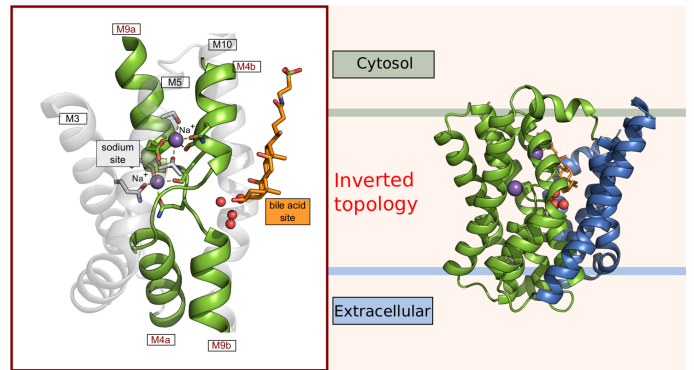 M9a
M10
M4b
M5
M3
Na+
sodium
site
Na+
bile acid
site
M4a
M9b
Cytosol
Inverted
topology
Extracellular